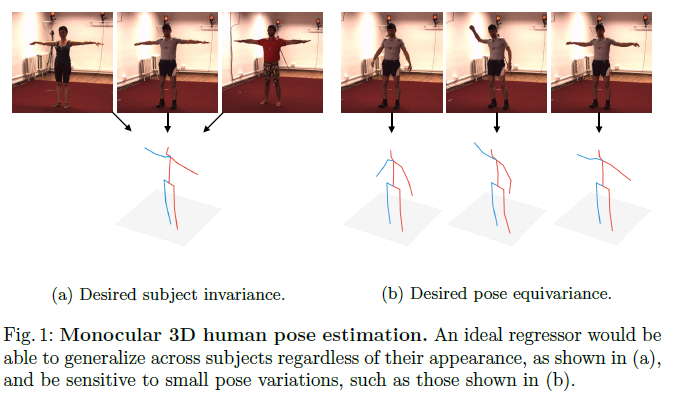 (a) Desired subject invariance.
(b) Desired pose equivariance.
Fig. 1: Monocular 3D human pose estimation. An ideal regressor would be
able to generalize across subjects regardless of their appearance, as shown in (a),
and be sensitive to small pose variations, such as those shown in (b).